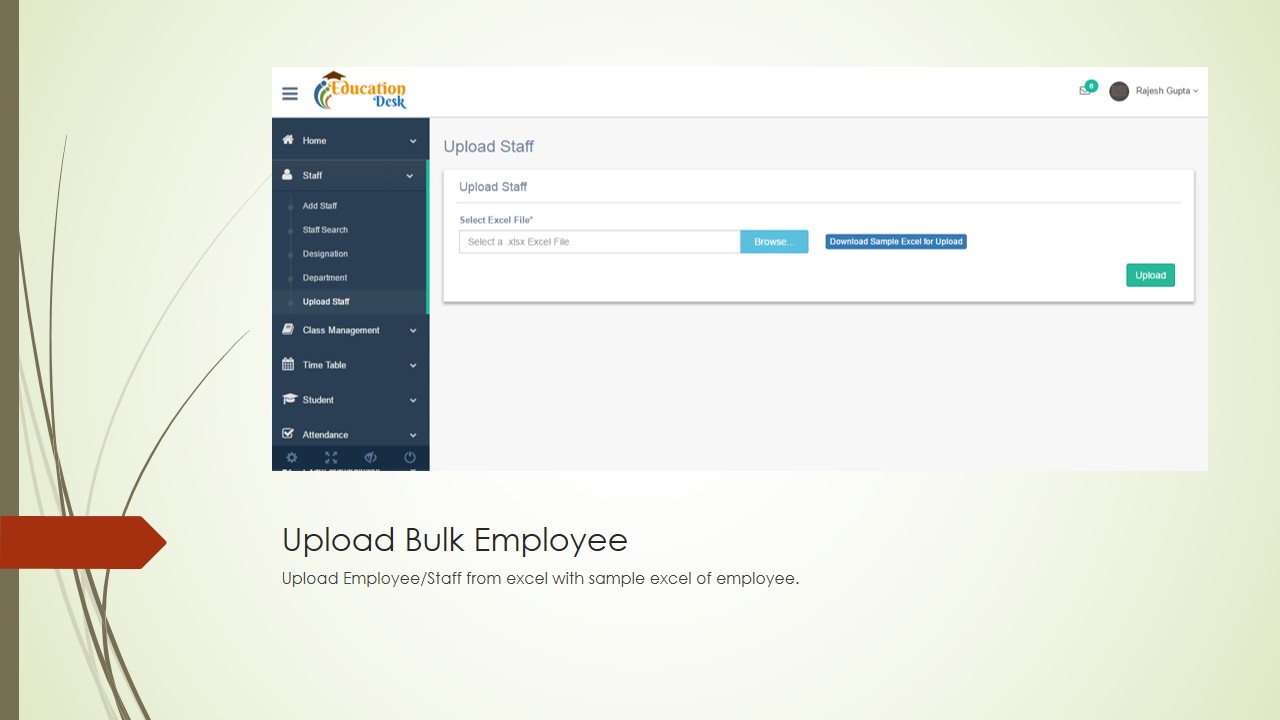 Education
Desk
6
Rajesh Gupta
Home
Staff
Add Staff
Staff Search
Designation
Department
Upload Staff
Class Management
Time Table
Student
Attendance
Upload Staff
Upload Staff
Select Excel File*
Select a .xlsx Excel File
Browse...
Download Sample Excel for Upload
Upload
Upload Bulk Employee
Upload Employee/Staff from excel with sample excel of employee.